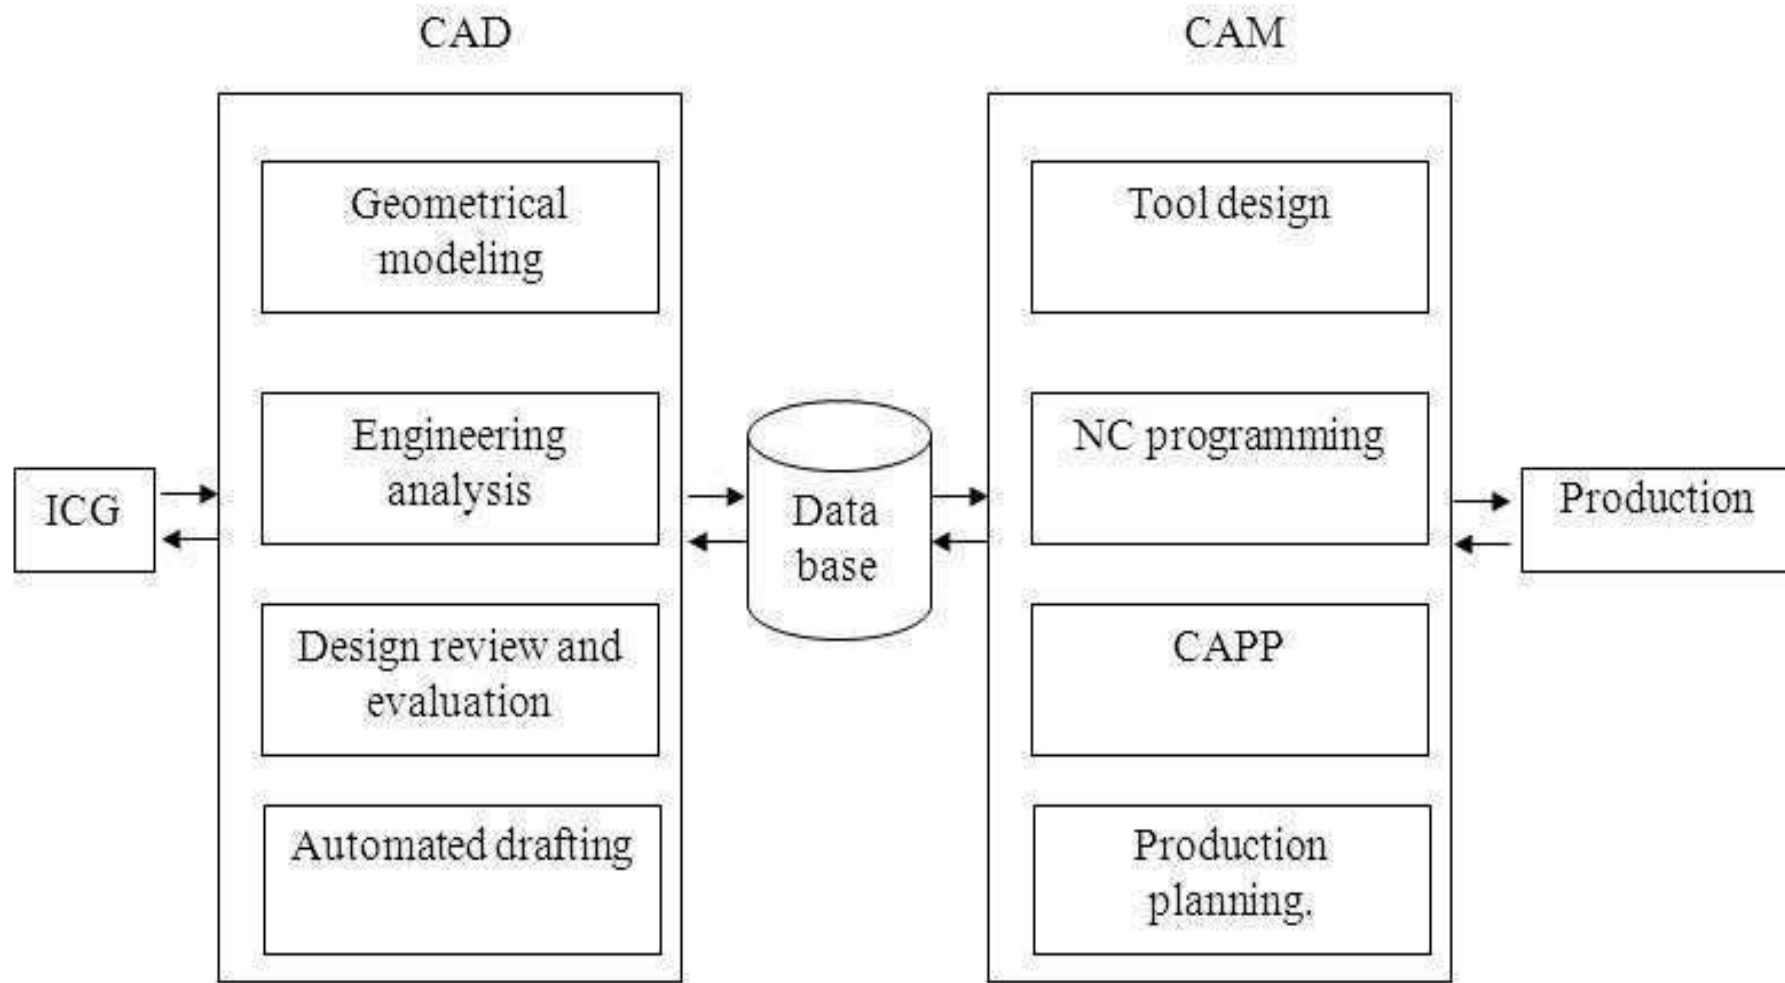 CAD
CAM
Geometrical
modeling
Engineering
analysis
Design review and
evaluation
Automated drafting
ICG
Data
base
Tool design
NC programming
CAPP
Production
planning.
Production